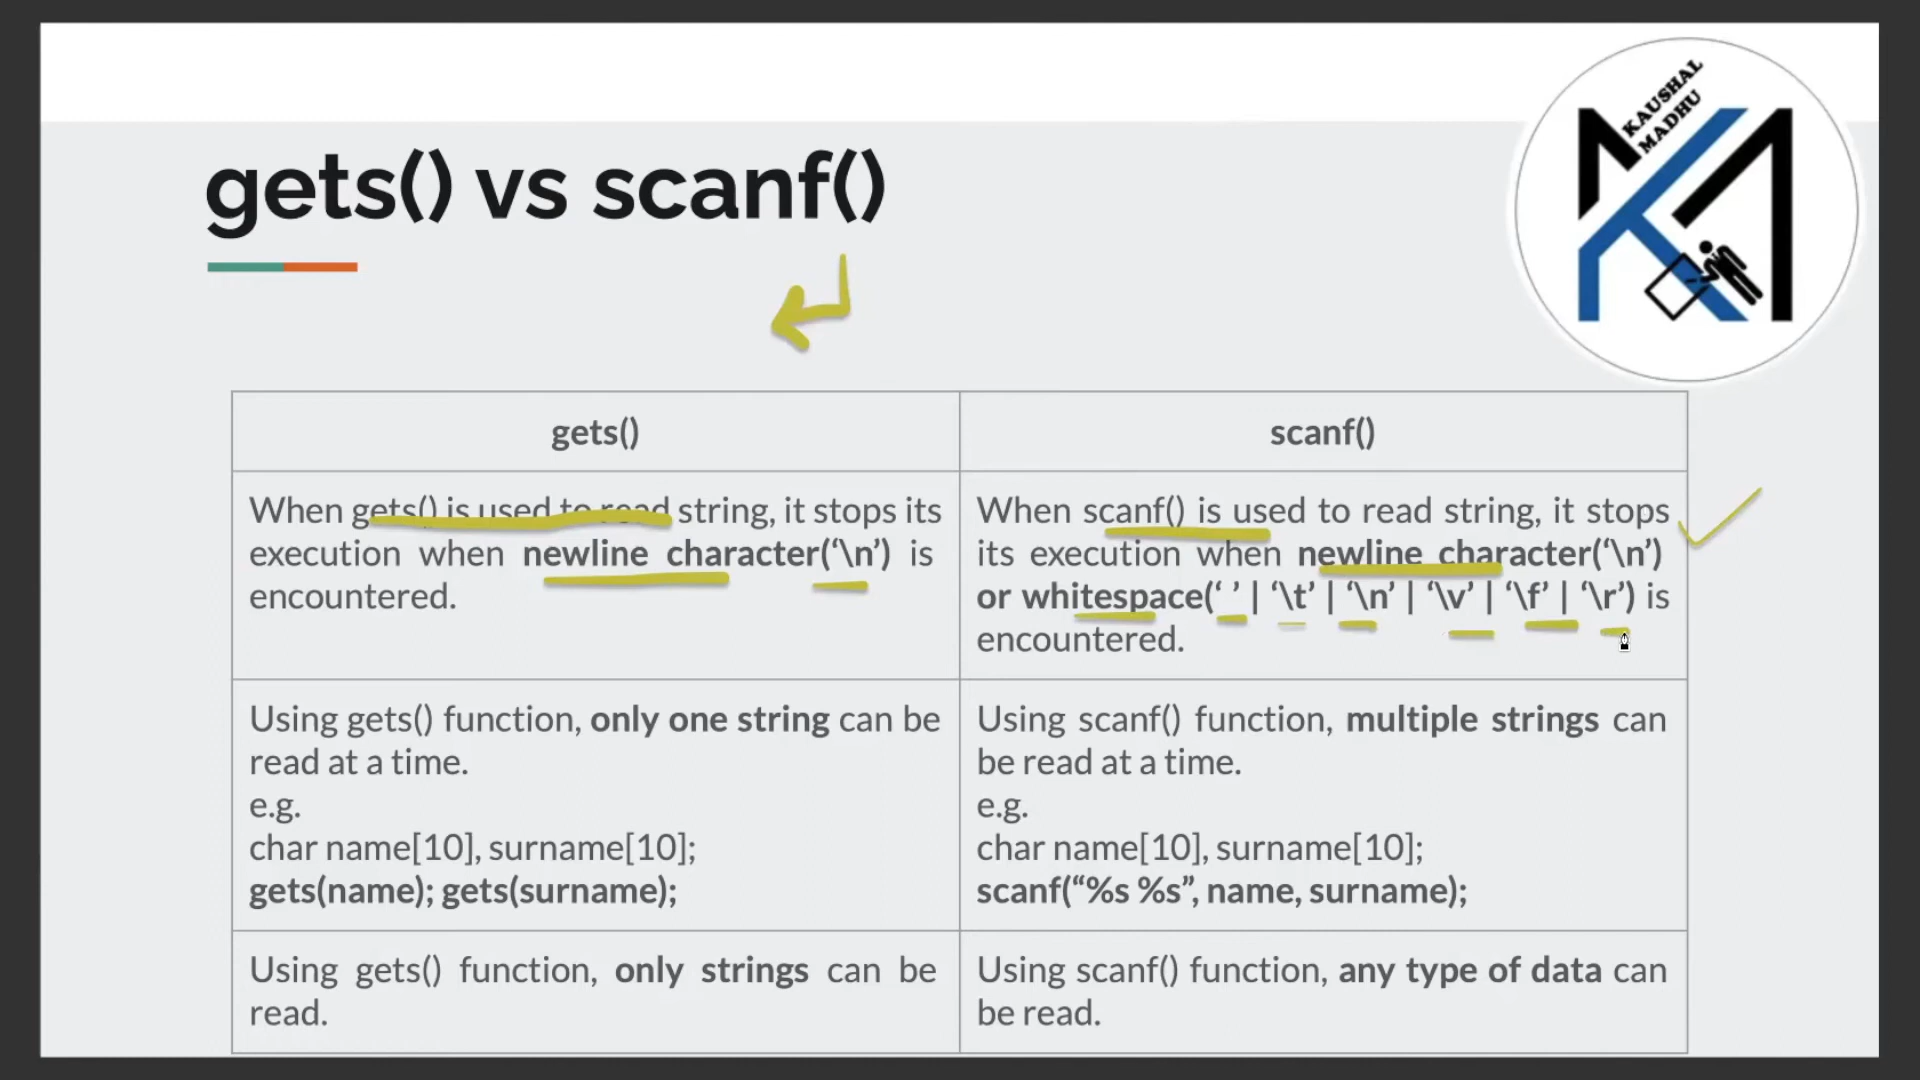 KAUSHAL
MADHU
gets() vs scanf()
gets()
scanf()
When gets() is used to read string, it stops its
execution when newline character(‘\n’) is
encountered.
When scanf() is used to read string, it stops
its execution when newline character(‘\n’)
or whitespace(‘ ’ | ‘\t’ | ‘\n’ | ‘\v’ | ‘\f’ | ‘\r’) is
encountered.
Using gets() function, only one string can be
read at a time.
e.g.
char name[10], surname[10];
gets(name); gets(surname);
Using scanf() function, multiple strings can
be read at a time.
e.g.
char name[10], surname[10];
scanf(“%s %s”, name, surname);
Using gets() function, only strings can be
read.
Using scanf() function, any type of data can
be read.